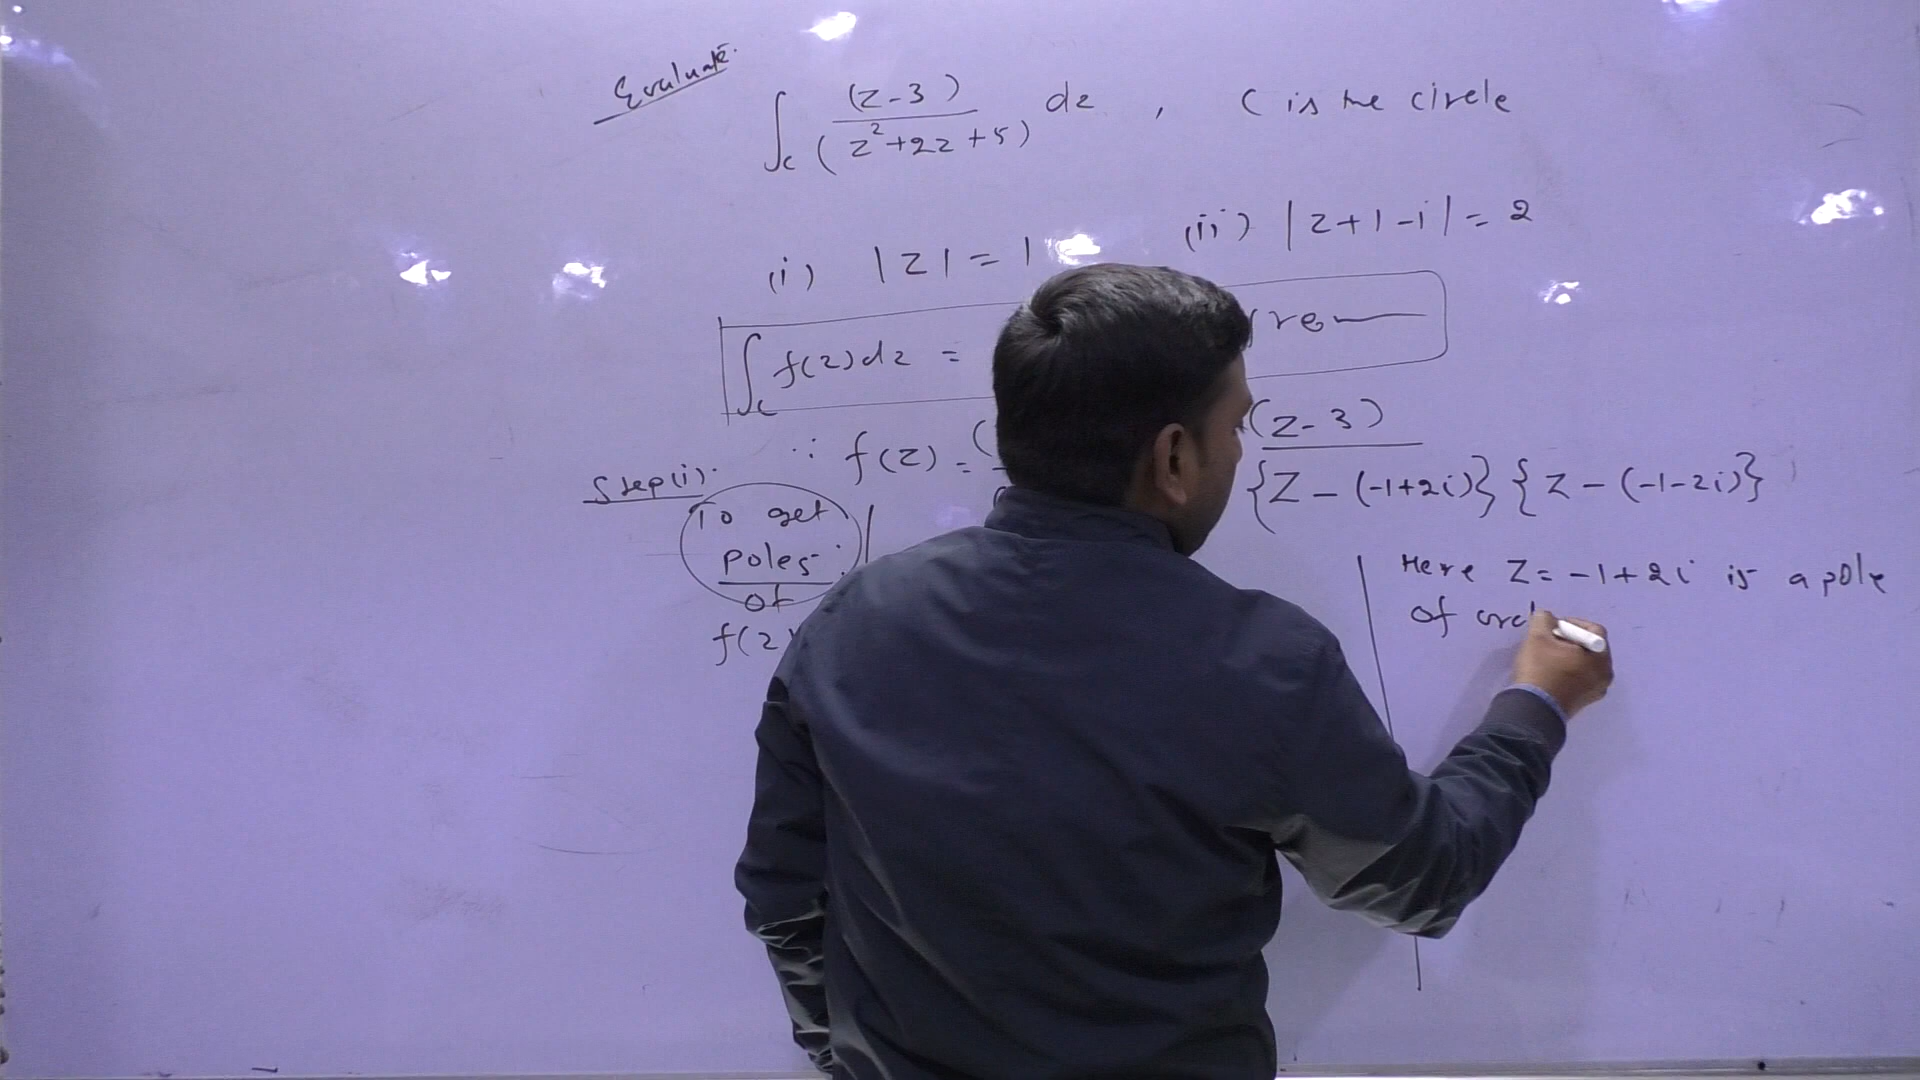 Evaluate
∫c (z-3) / (z²+2z+5) dz , C is the circle
(i) |z| = 1 (ii) |z+1-i| = 2
∫c f(z)dz =
∵ f(z) = ( (z-3)
{z-(-1+2i)} {z-(-1-2i)}
Step(i):
To get
poles:
of
f(z)
Here z = -1+2i is a pole
of